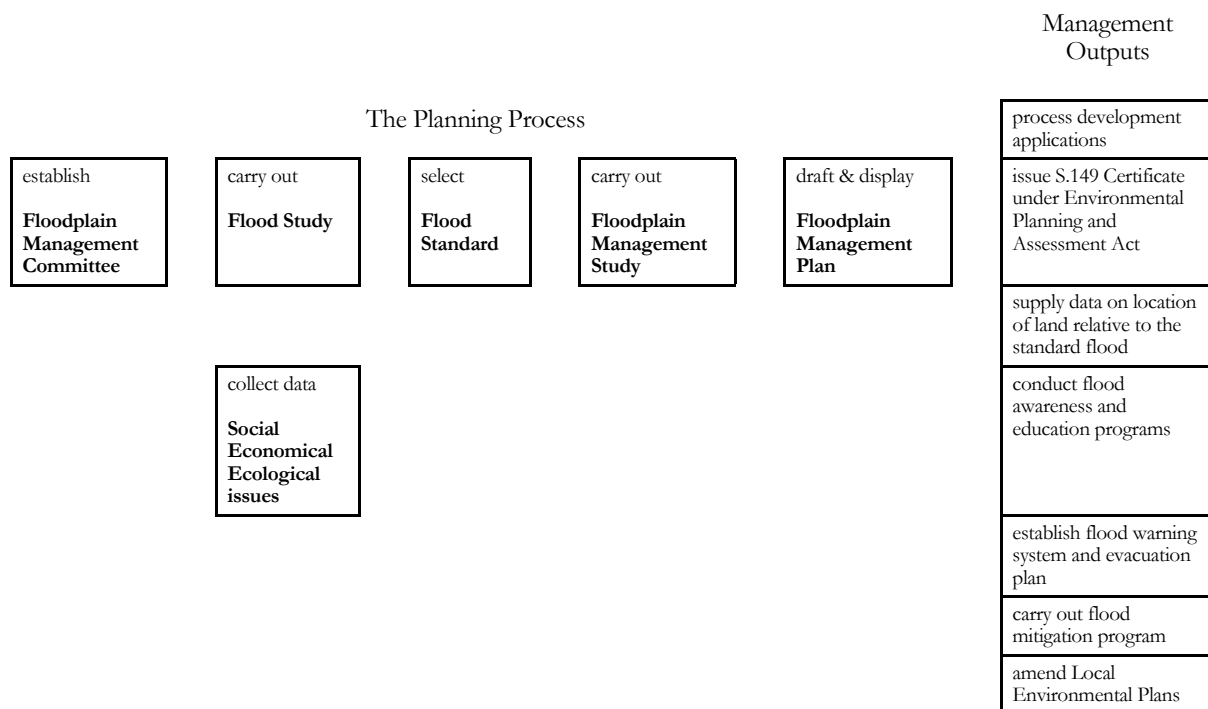 Management
Outputs
The Planning Process
establish
Floodplain
Management
Committee
carry out
Flood Study
select
Flood
Standard
carry out
Floodplain
Management
Study
draft & display
Floodplain
Management
Plan
collect data
Social
Economical
Ecological
issues
process development
applications
issue S.149 Certificate
under Environmental
Planning and
Assessment Act
supply data on location
of land relative to the
standard flood
conduct flood
awareness and
education programs
establish flood warning
system and evacuation
plan
carry out flood
mitigation program
amend Local
Environmental Plans